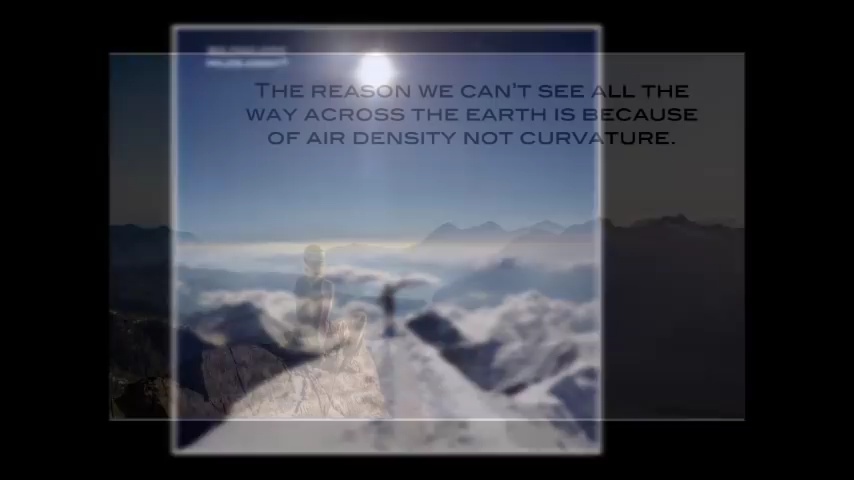 THE REASON WE CAN'T SEE ALL THE
WAY ACROSS THE EARTH IS BECAUSE
OF AIR DENSITY NOT CURVATURE.